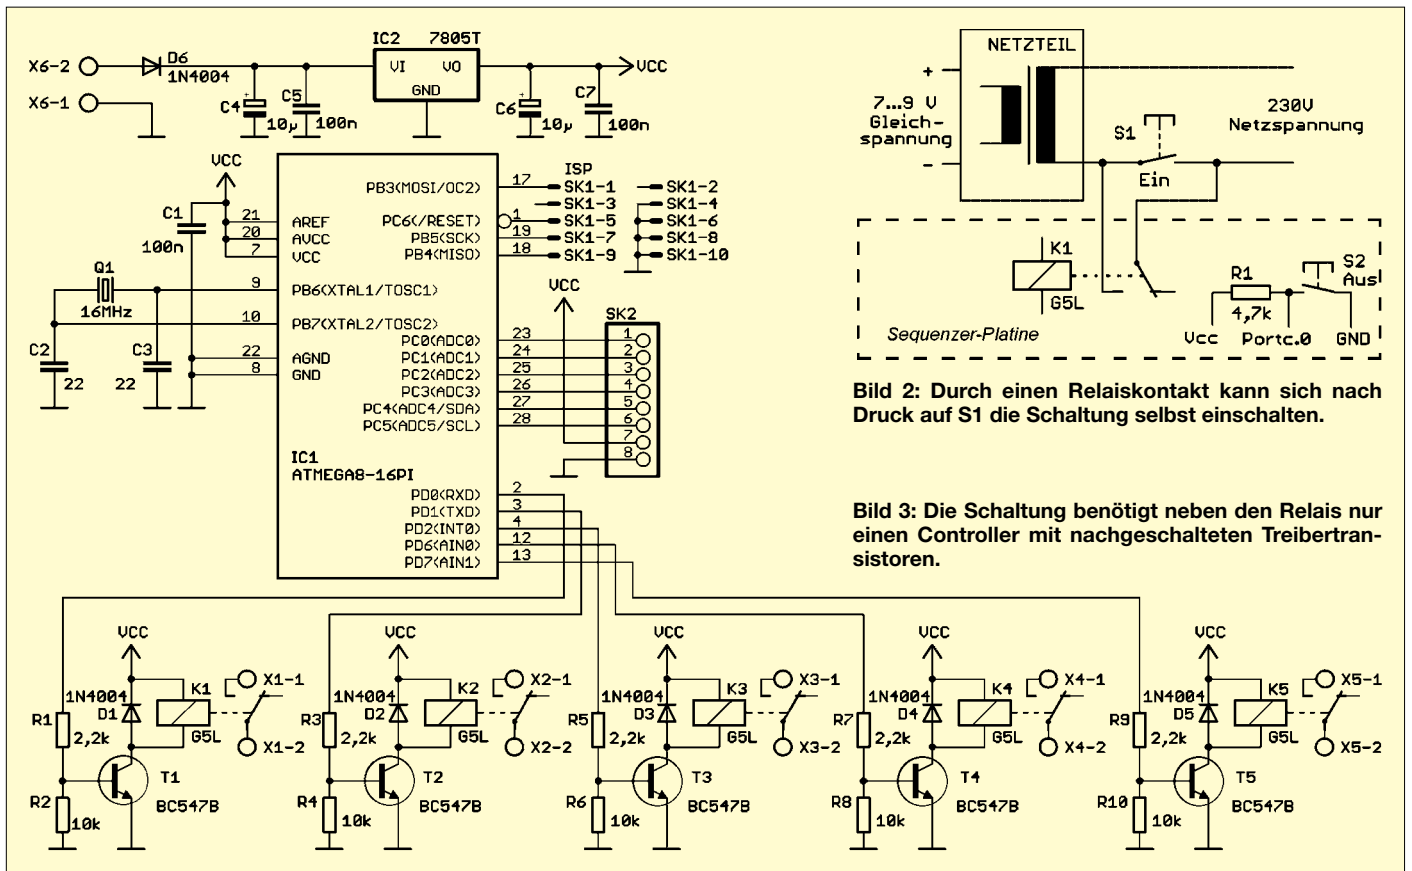 X6-2
D6
1N4004
X6-1
C4
10µ
C5
100n
IC2 7805T
VI VO
GND
C6
10µ
C7
100n
VCC
NETZTEIL
+
7...9 V
Gleich-
spannung
-
S1
Ein
230V
Netzspannung
K1
G5L
R1
4,7k
S2
Aus
Vcc Portc.0 GND
Sequenzer-Platine
Bild 2: Durch einen Relaiskontakt kann sich nach
Druck auf S1 die Schaltung selbst einschalten.
Bild 3: Die Schaltung benötigt neben den Relais nur
einen Controller mit nachgeschalteten Treibertran-
sistoren.
VCC
C1
100n
Q1
16MHz
C2
22
C3
22
21 AREF
20 AVCC
7 VCC
9 PB6(XTAL1/TOSC1)
10 PB7(XTAL2/TOSC2)
22 AGND
8 GND
IC1
ATMEGA8-16PI
ISP
PB3(MOSI/OC2) 17 SK1-1 SK1-2
SK1-3 SK1-4
PC6(/RESET) 1 SK1-5 SK1-6
PB5(SCK) 19 SK1-7 SK1-8
PB4(MISO) 18 SK1-9 SK1-10
VCC
SK2
PC0(ADC0) 23 1
PC1(ADC1) 24 2
PC2(ADC2) 25 3
PC3(ADC3) 26 4
PC4(ADC4/SDA) 27 5
PC5(ADC5/SCL) 28 6
7
8
PD0(RXD) 2
PD1(TXD) 3
PD2(INT0) 4
PD6(AIN0) 12
PD7(AIN1) 13
VCC
1N4004
D1
K1
G5L
X1-1
X1-2
R1
2,2k
T1
BC547B
R2
10k
VCC
1N4004
D2
K2
G5L
X2-1
X2-2
R3
2,2k
T2
BC547B
R4
10k
VCC
1N4004
D3
K3
G5L
X3-1
X3-2
R5
2,2k
T3
BC547B
R6
10k
VCC
1N4004
D4
K4
G5L
X4-1
X4-2
R7
2,2k
T4
BC547B
R8
10k
VCC
1N4004
D5
K5
G5L
X5-1
X5-2
R9
2,2k
T5
BC547B
R10
10k